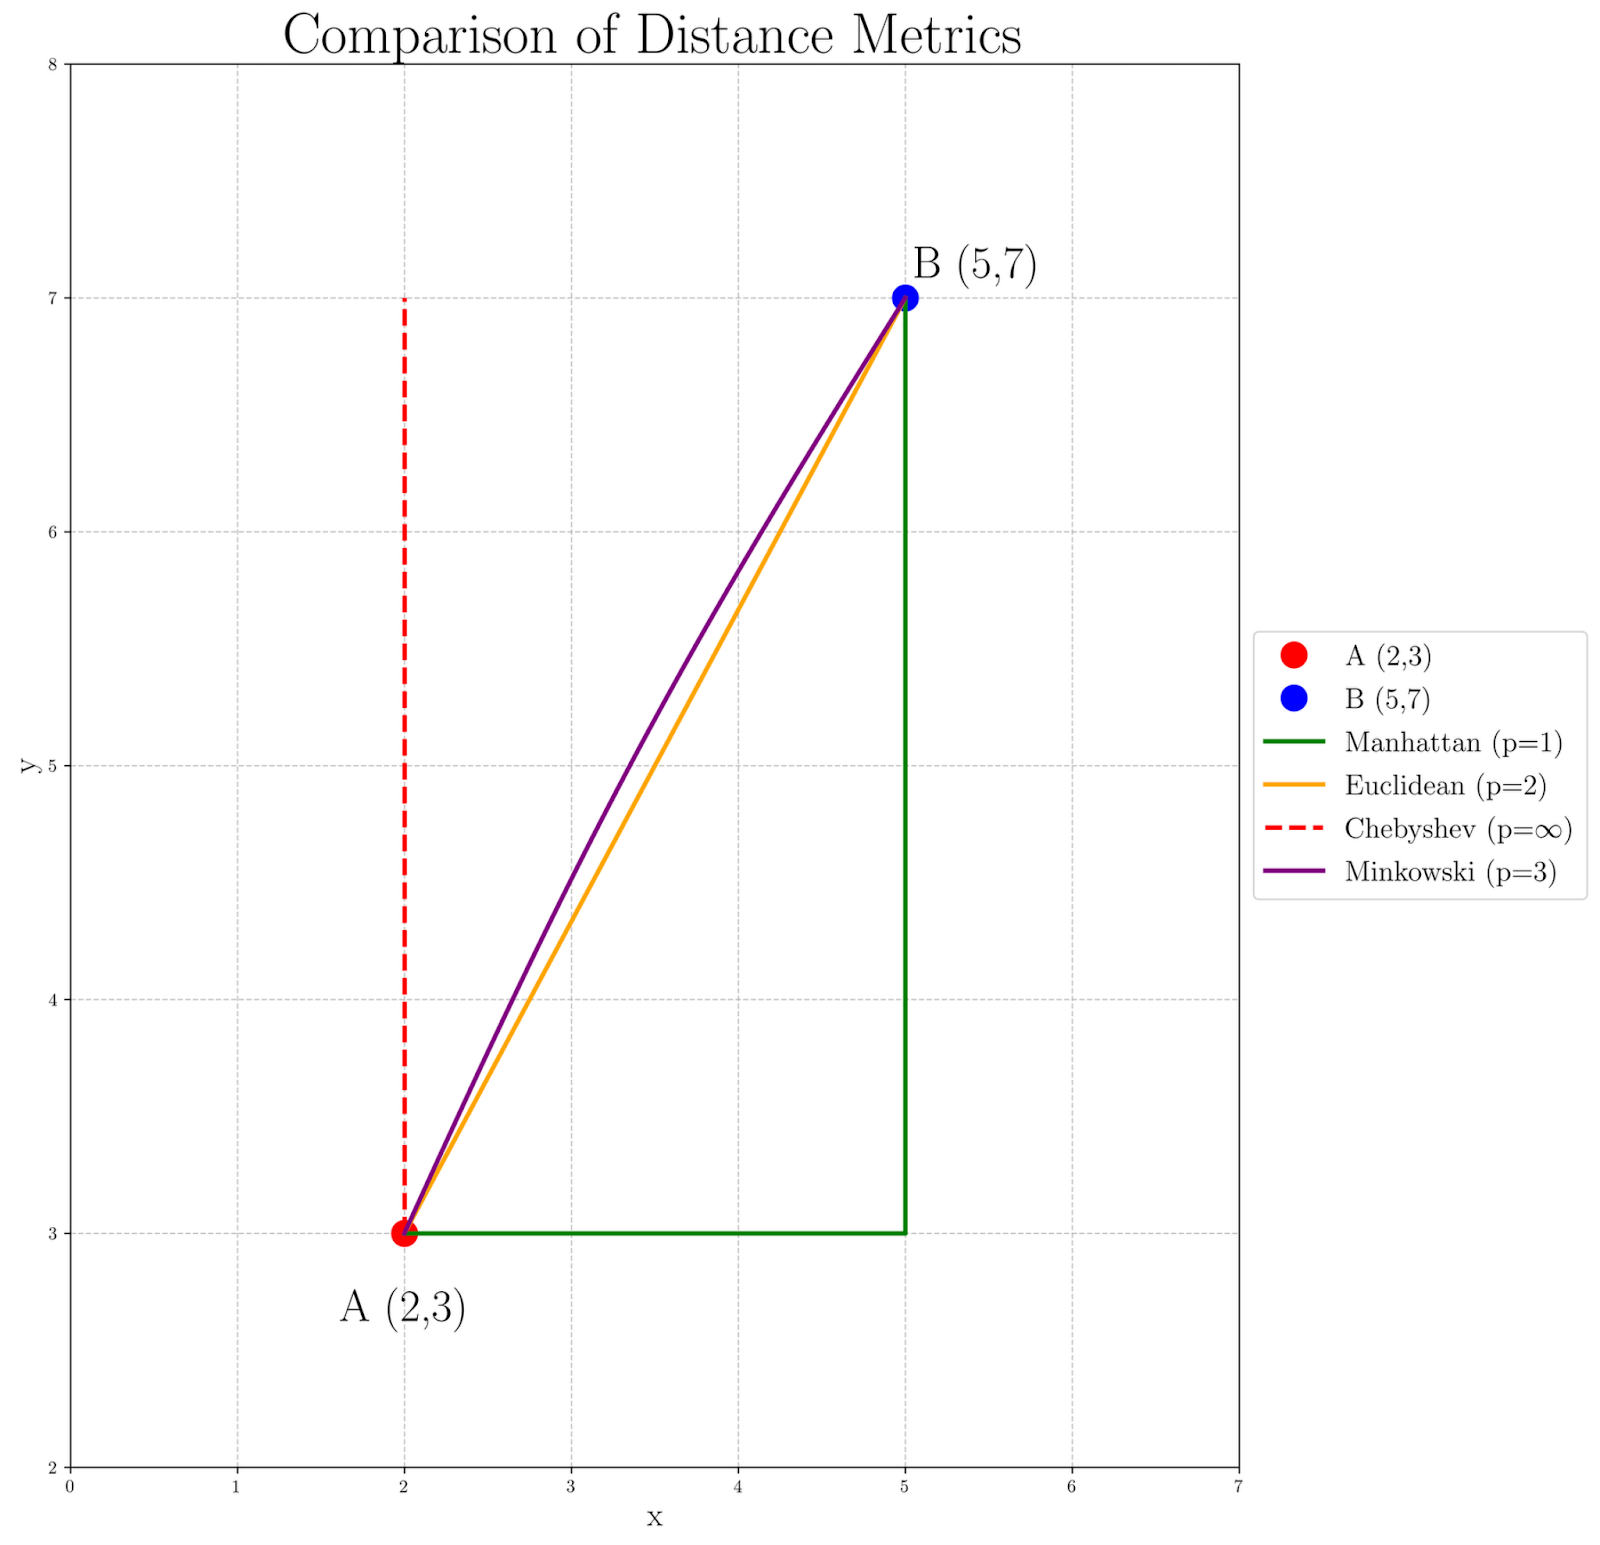 Comparison of Distance Metrics
8
B (5,7)
7
6
A (2,3)
B (5,7)
Manhattan (p=1)
y
5
Euclidean (p=2)
Chebyshev (p=∞)
Minkowski (p=3)
4
3
A (2,3)
2
0 1 2 3 4 5 6 7
x